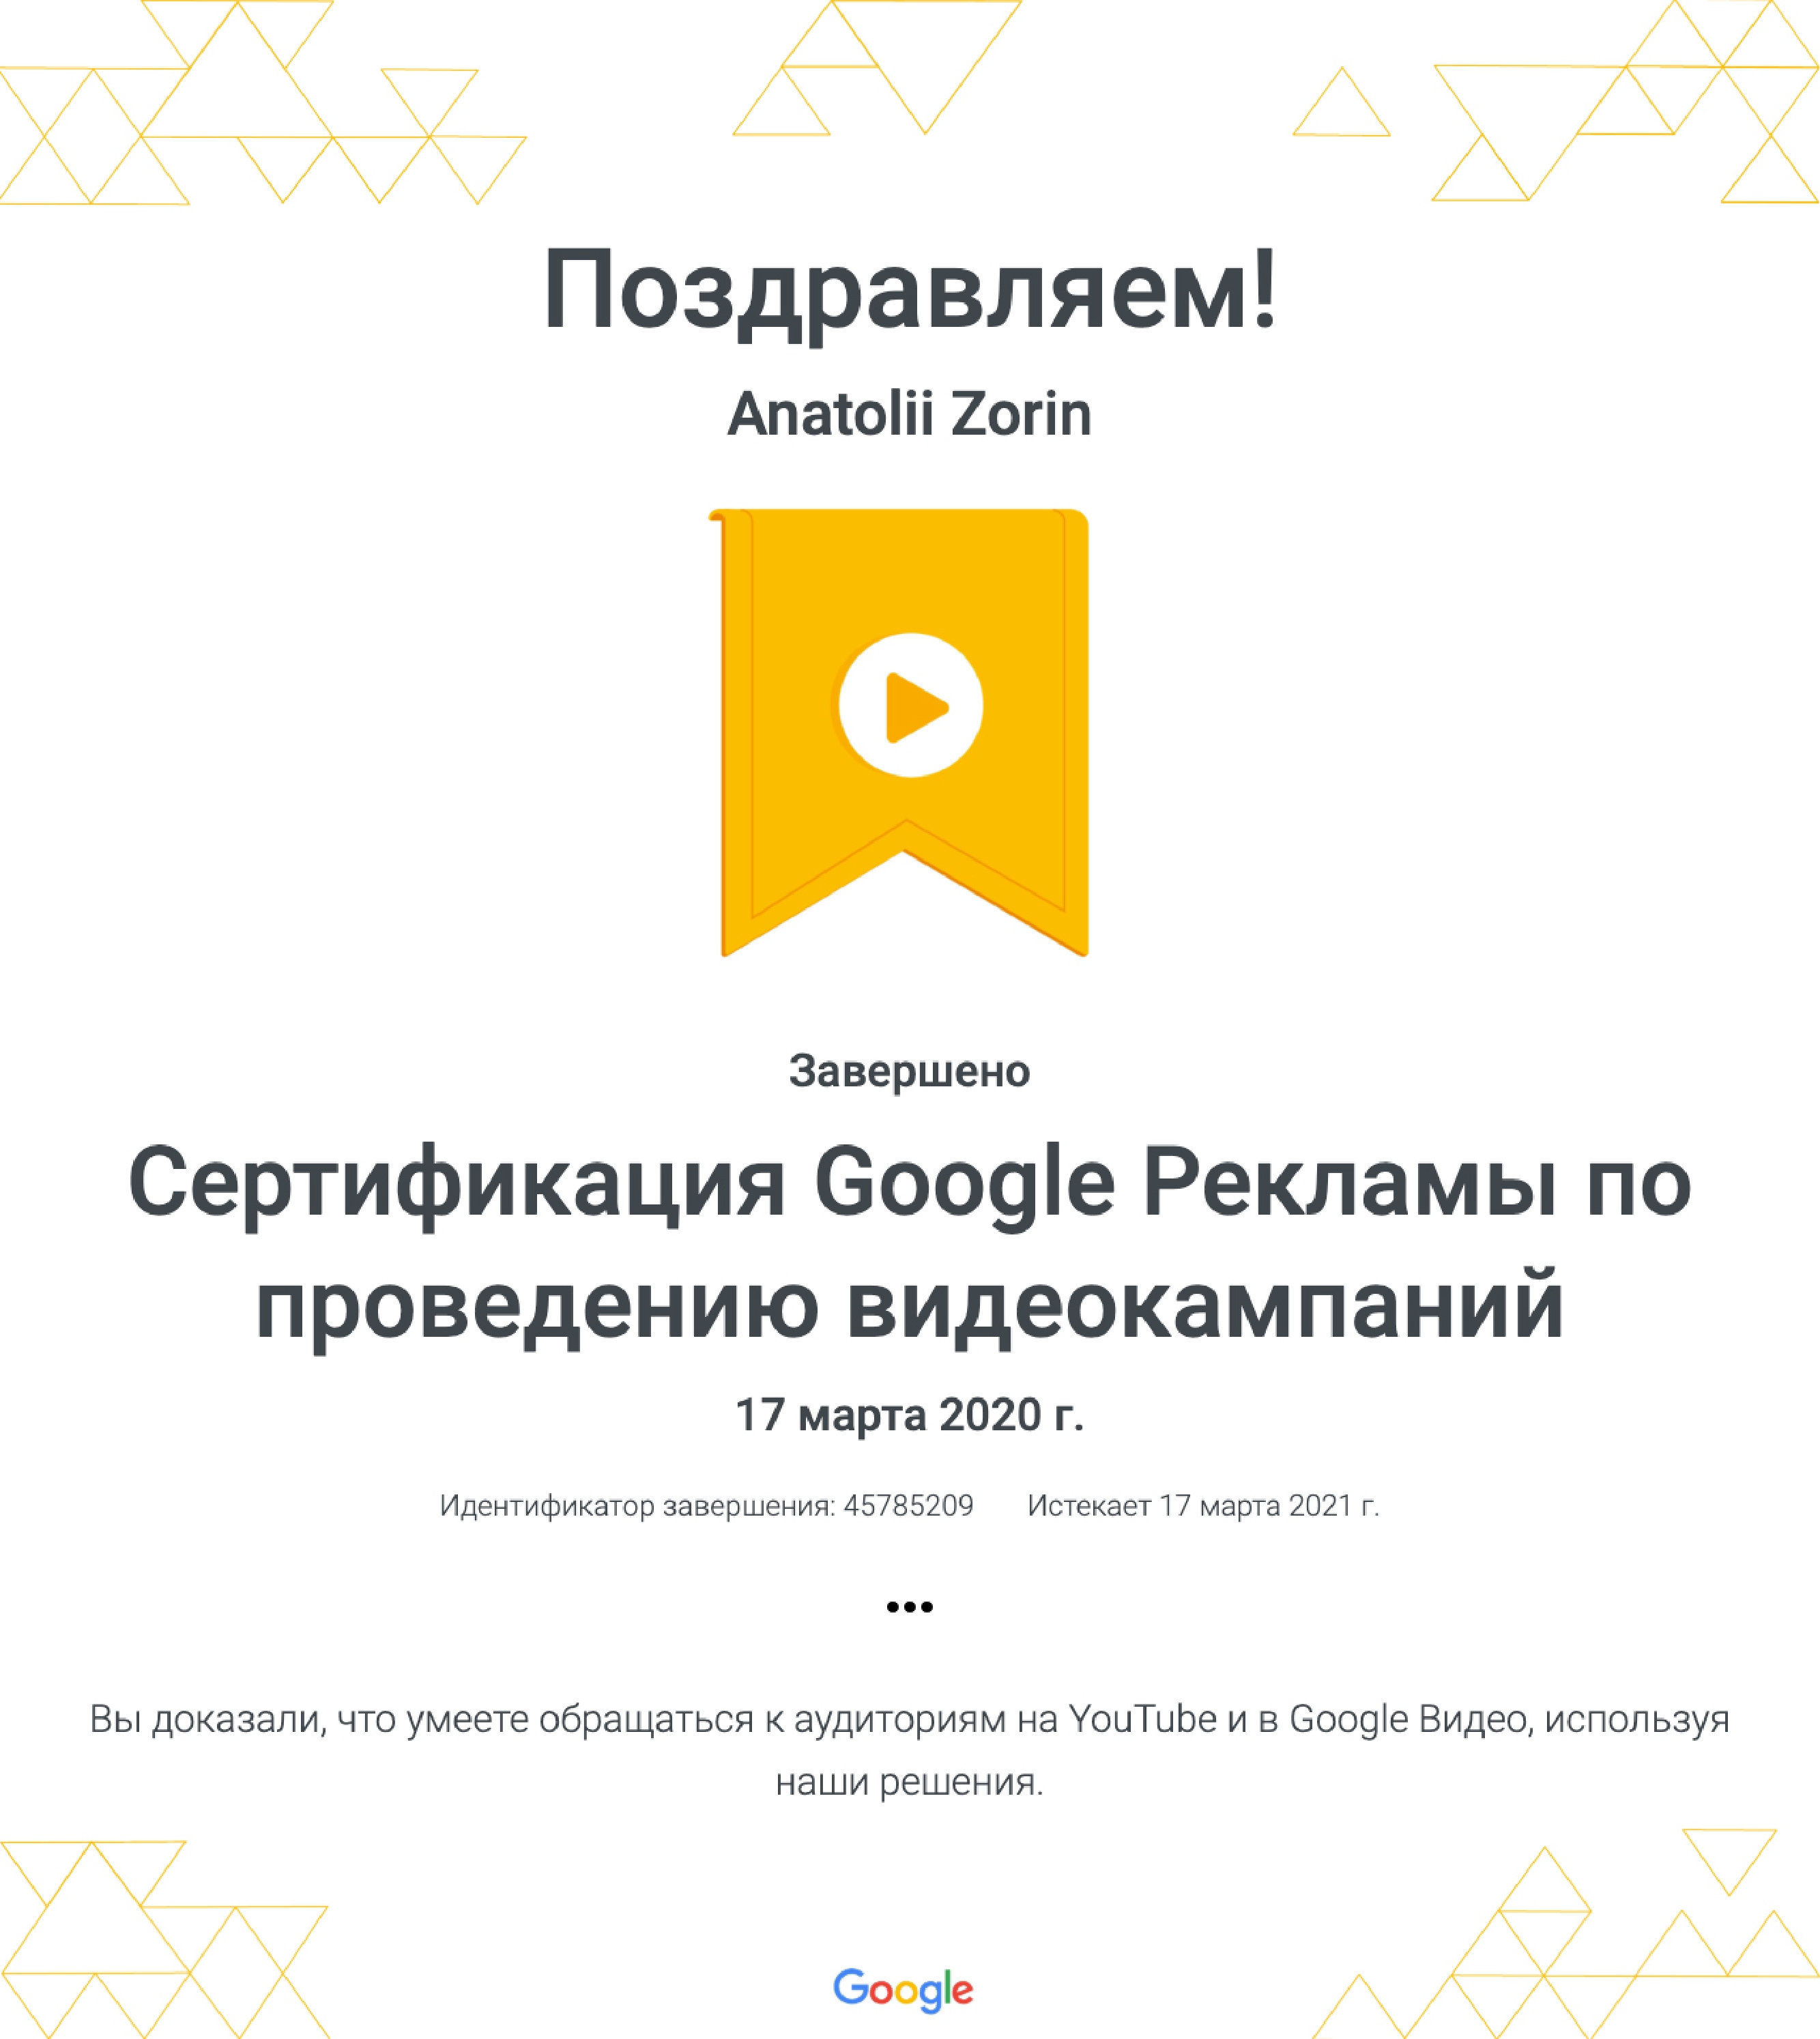 Поздравляем!
Anatolii Zorin
Завершено
Сертификация Google Рекламы по
проведению видеокампаний
17 марта 2020 г.
Идентификатор завершения: 45785209 Истекает 17 марта 2021 г.
•••
Вы доказали, что умеете обращаться к аудиториям на YouTube и в Google Видео, используя
наши решения.
Google